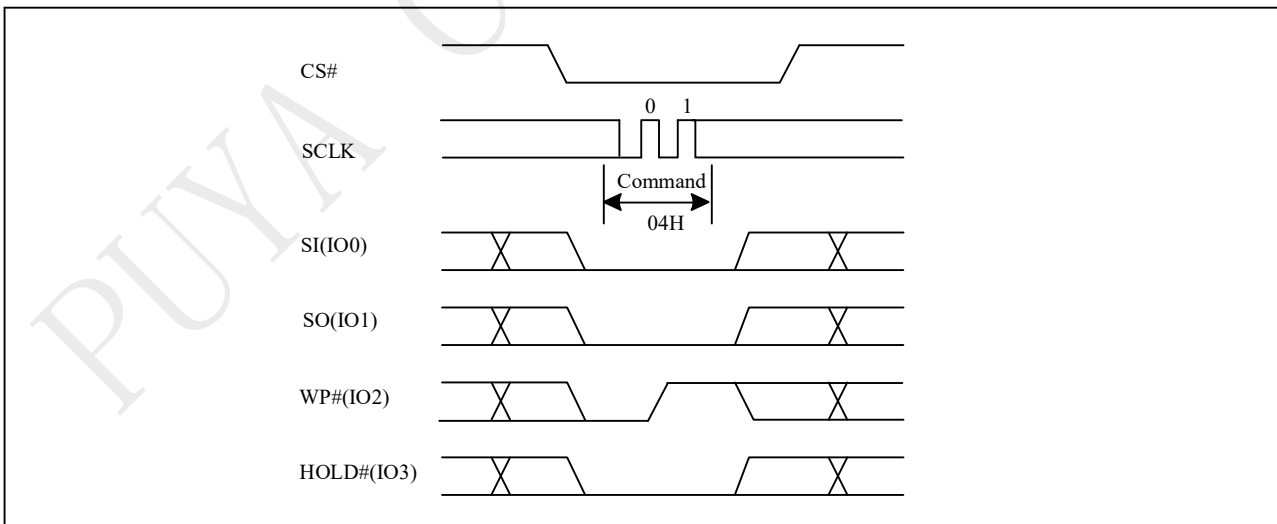 PUYA
CS#
0 1
SCLK
Command
04H
SI(IO0)
SO(IO1)
WP#(IO2)
HOLD#(IO3)